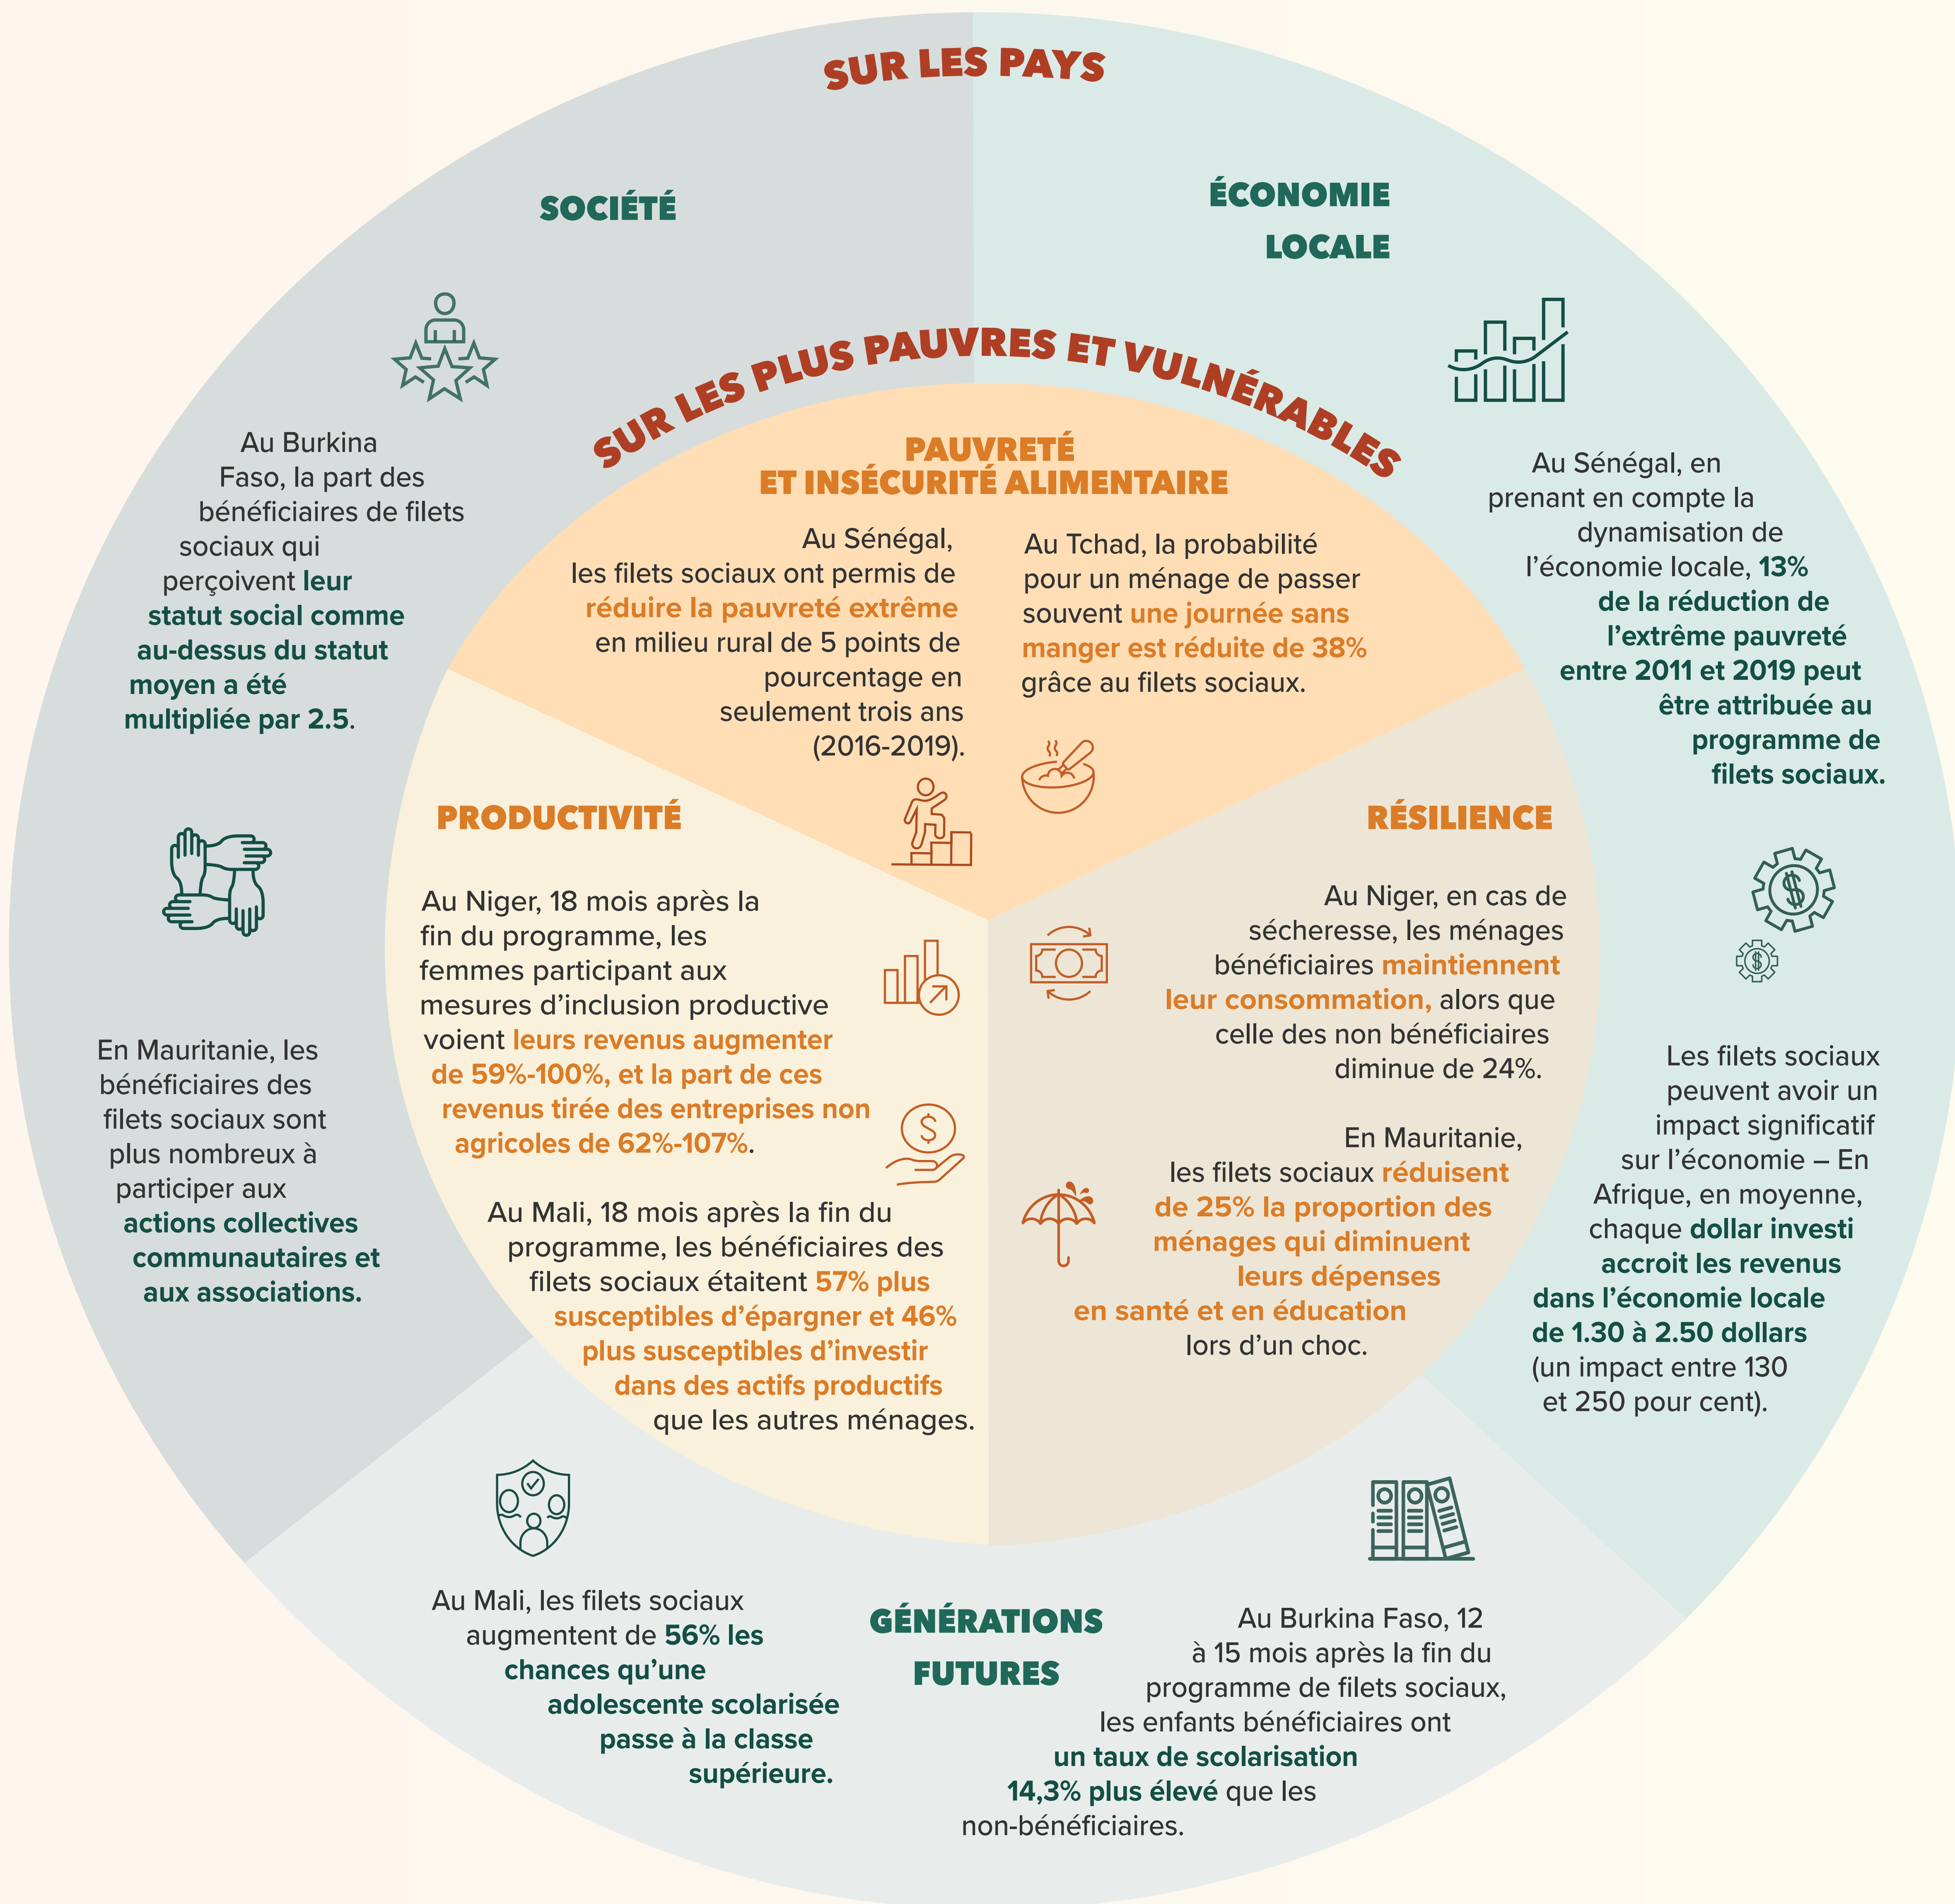 SUR LES PAYS
SOCIÉTÉ
Au Burkina
Faso, la part des
bénéficiaires de filets
sociaux qui
perçoivent leur
statut social comme
au-dessus du statut
moyen a été
multipliée par 2.5.
En Mauritanie, les
bénéficiaires des
filets sociaux sont
plus nombreux à
participer aux
actions collectives
communautaires et
aux associations.
ÉCONOMIE
LOCALE
Au Sénégal, en
prenant en compte la
dynamisation de
l’économie locale, 13%
de la réduction de
l’extrême pauvreté
entre 2011 et 2019 peut
être attribuée au
programme de
filets sociaux.
Les filets sociaux
peuvent avoir un
impact significatif
sur l’économie – En
Afrique, en moyenne,
chaque dollar investi
accroit les revenus
dans l’économie locale
de 1.30 à 2.50 dollars
(un impact entre 130
et 250 pour cent).
SUR LES PLUS PAUVRES ET VULNÉRABLES
PAUVRETÉ
ET INSÉCURITÉ ALIMENTAIRE
Au Sénégal,
les filets sociaux ont permis de
réduire la pauvreté extrême
en milieu rural de 5 points de
pourcentage en
seulement trois ans
(2016-2019).
Au Tchad, la probabilité
pour un ménage de passer
souvent une journée sans
manger est réduite de 38%
grâce au filets sociaux.
PRODUCTIVITÉ
Au Niger, 18 mois après la
fin du programme, les
femmes participant aux
mesures d’inclusion productive
voient leurs revenus augmenter
de 59%-100%, et la part de ces
revenus tirée des entreprises non
agricoles de 62%-107%.
Au Mali, 18 mois après la fin du
programme, les bénéficiaires des
filets sociaux étaitent 57% plus
susceptibles d’épargner et 46%
plus susceptibles d’investir
dans des actifs productifs
que les autres ménages.
RÉSILIENCE
Au Niger, en cas de
sécheresse, les ménages
bénéficiaires maintiennent
leur consommation, alors que
celle des non bénéficiaires
diminue de 24%.
En Mauritanie,
les filets sociaux réduisent
de 25% la proportion des
ménages qui diminuent
leurs dépenses
en santé et en éducation
lors d’un choc.
GÉNÉRATIONS
FUTURES
Au Mali, les filets sociaux
augmentent de 56% les
chances qu’une
adolescente scolarisée
passe à la classe
supérieure.
Au Burkina Faso, 12
à 15 mois après la fin du
programme de filets sociaux,
les enfants bénéficiaires ont
un taux de scolarisation
14,3% plus élevé que les
non-bénéficiaires.